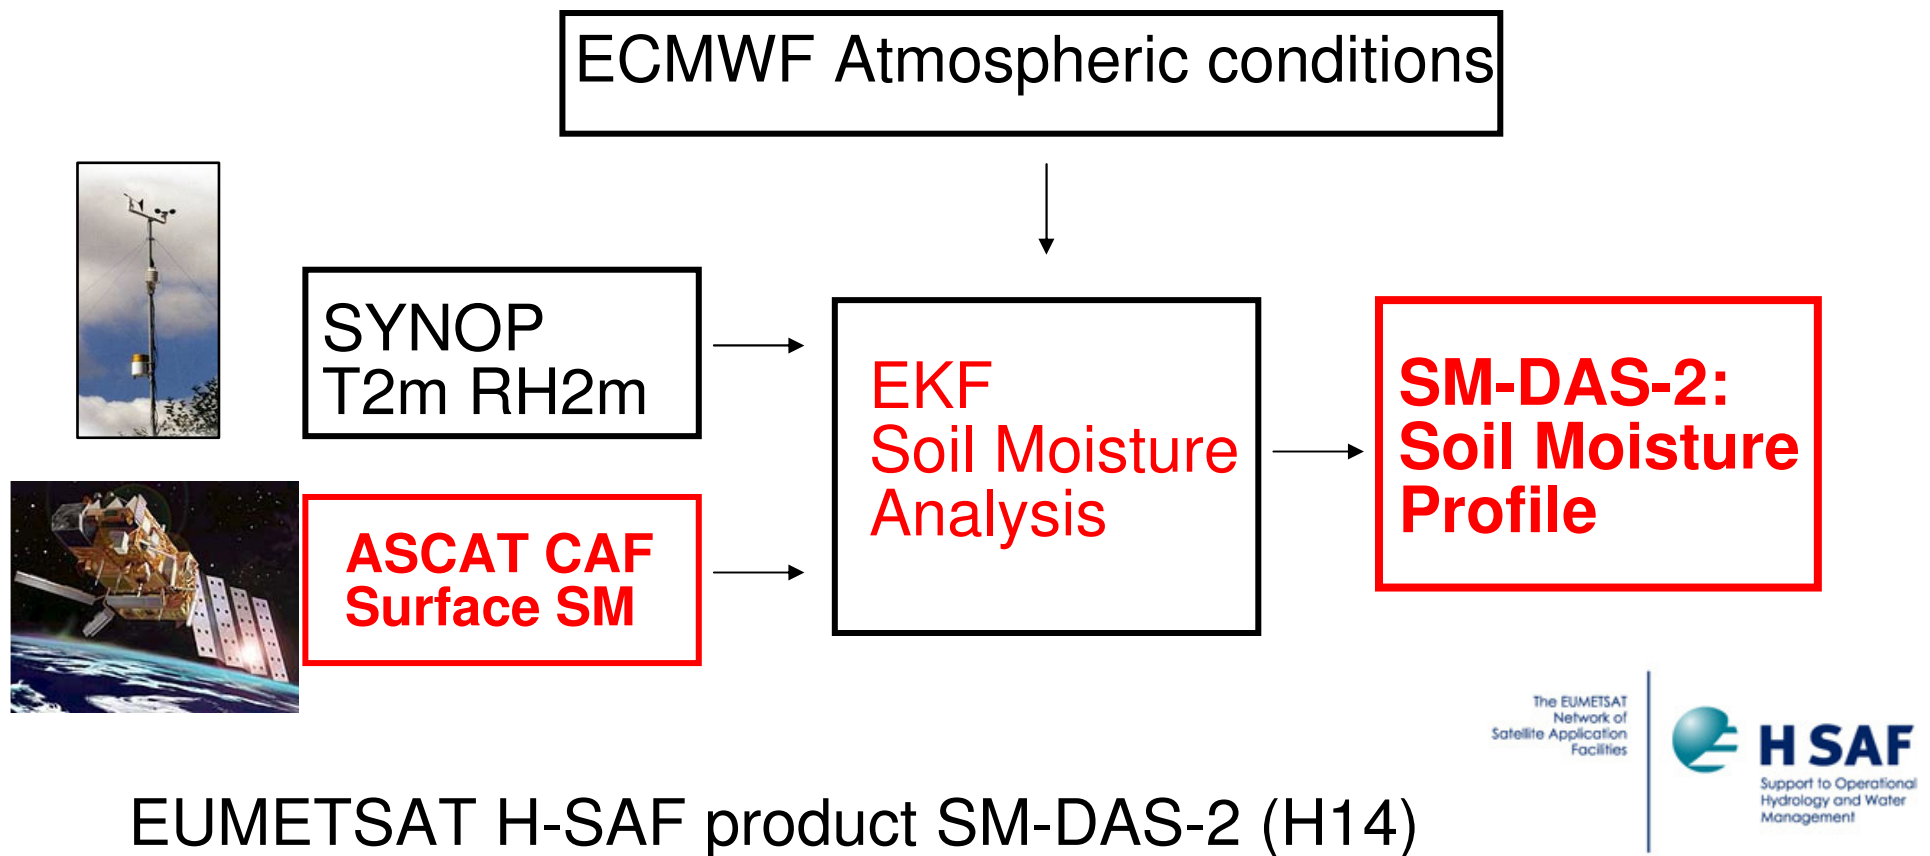 ECMWF Atmospheric conditions
SYNOP
T2m RH2m
ASCAT CAF
Surface SM
EKF
Soil Moisture
Analysis
SM-DAS-2:
Soil Moisture
Profile
The EUMETSAT
Network of
Satellite Application
Facilities
H SAF
Support to Operational
Hydrology and Water
Management
EUMETSAT H-SAF product SM-DAS-2 (H14)